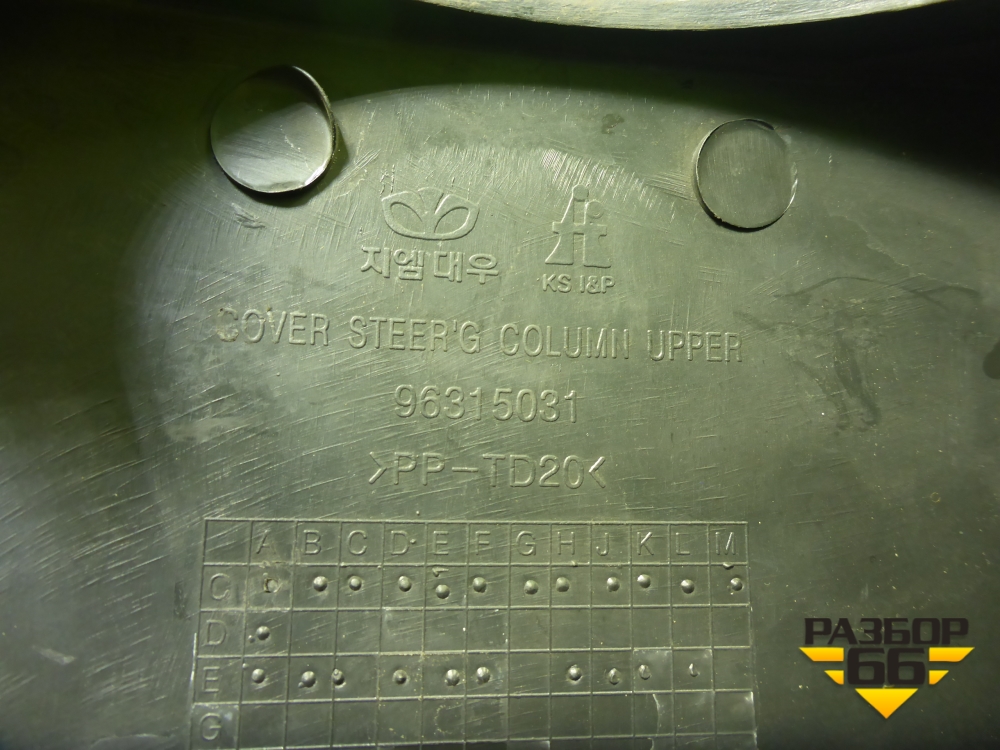 지엠대우
KS I&P
COVER STEER'G COLUMN UPPER
96315031
>PP-TD20<
A B C D E F G H J K L M
C
D
E
G
РАЗБОР
66